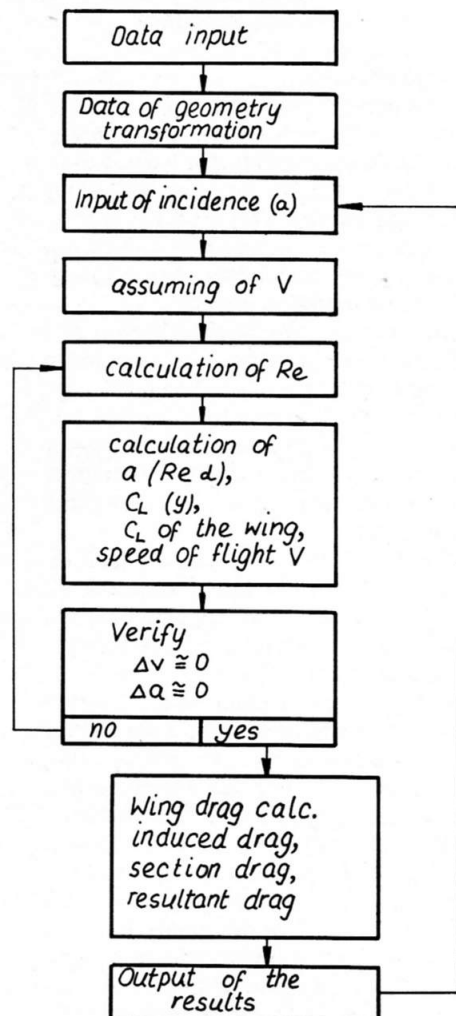 Data input
Data of geometry
transformation
Input of incidence (a)
assuming of V
calculation of Re
calculation of
a (Re α),
CL (y),
CL of the wing,
speed of flight V
Verify
Δv ≅ 0
Δa ≅ 0
no
yes
Wing drag calc.
induced drag,
section drag,
resultant drag
Output of the
results